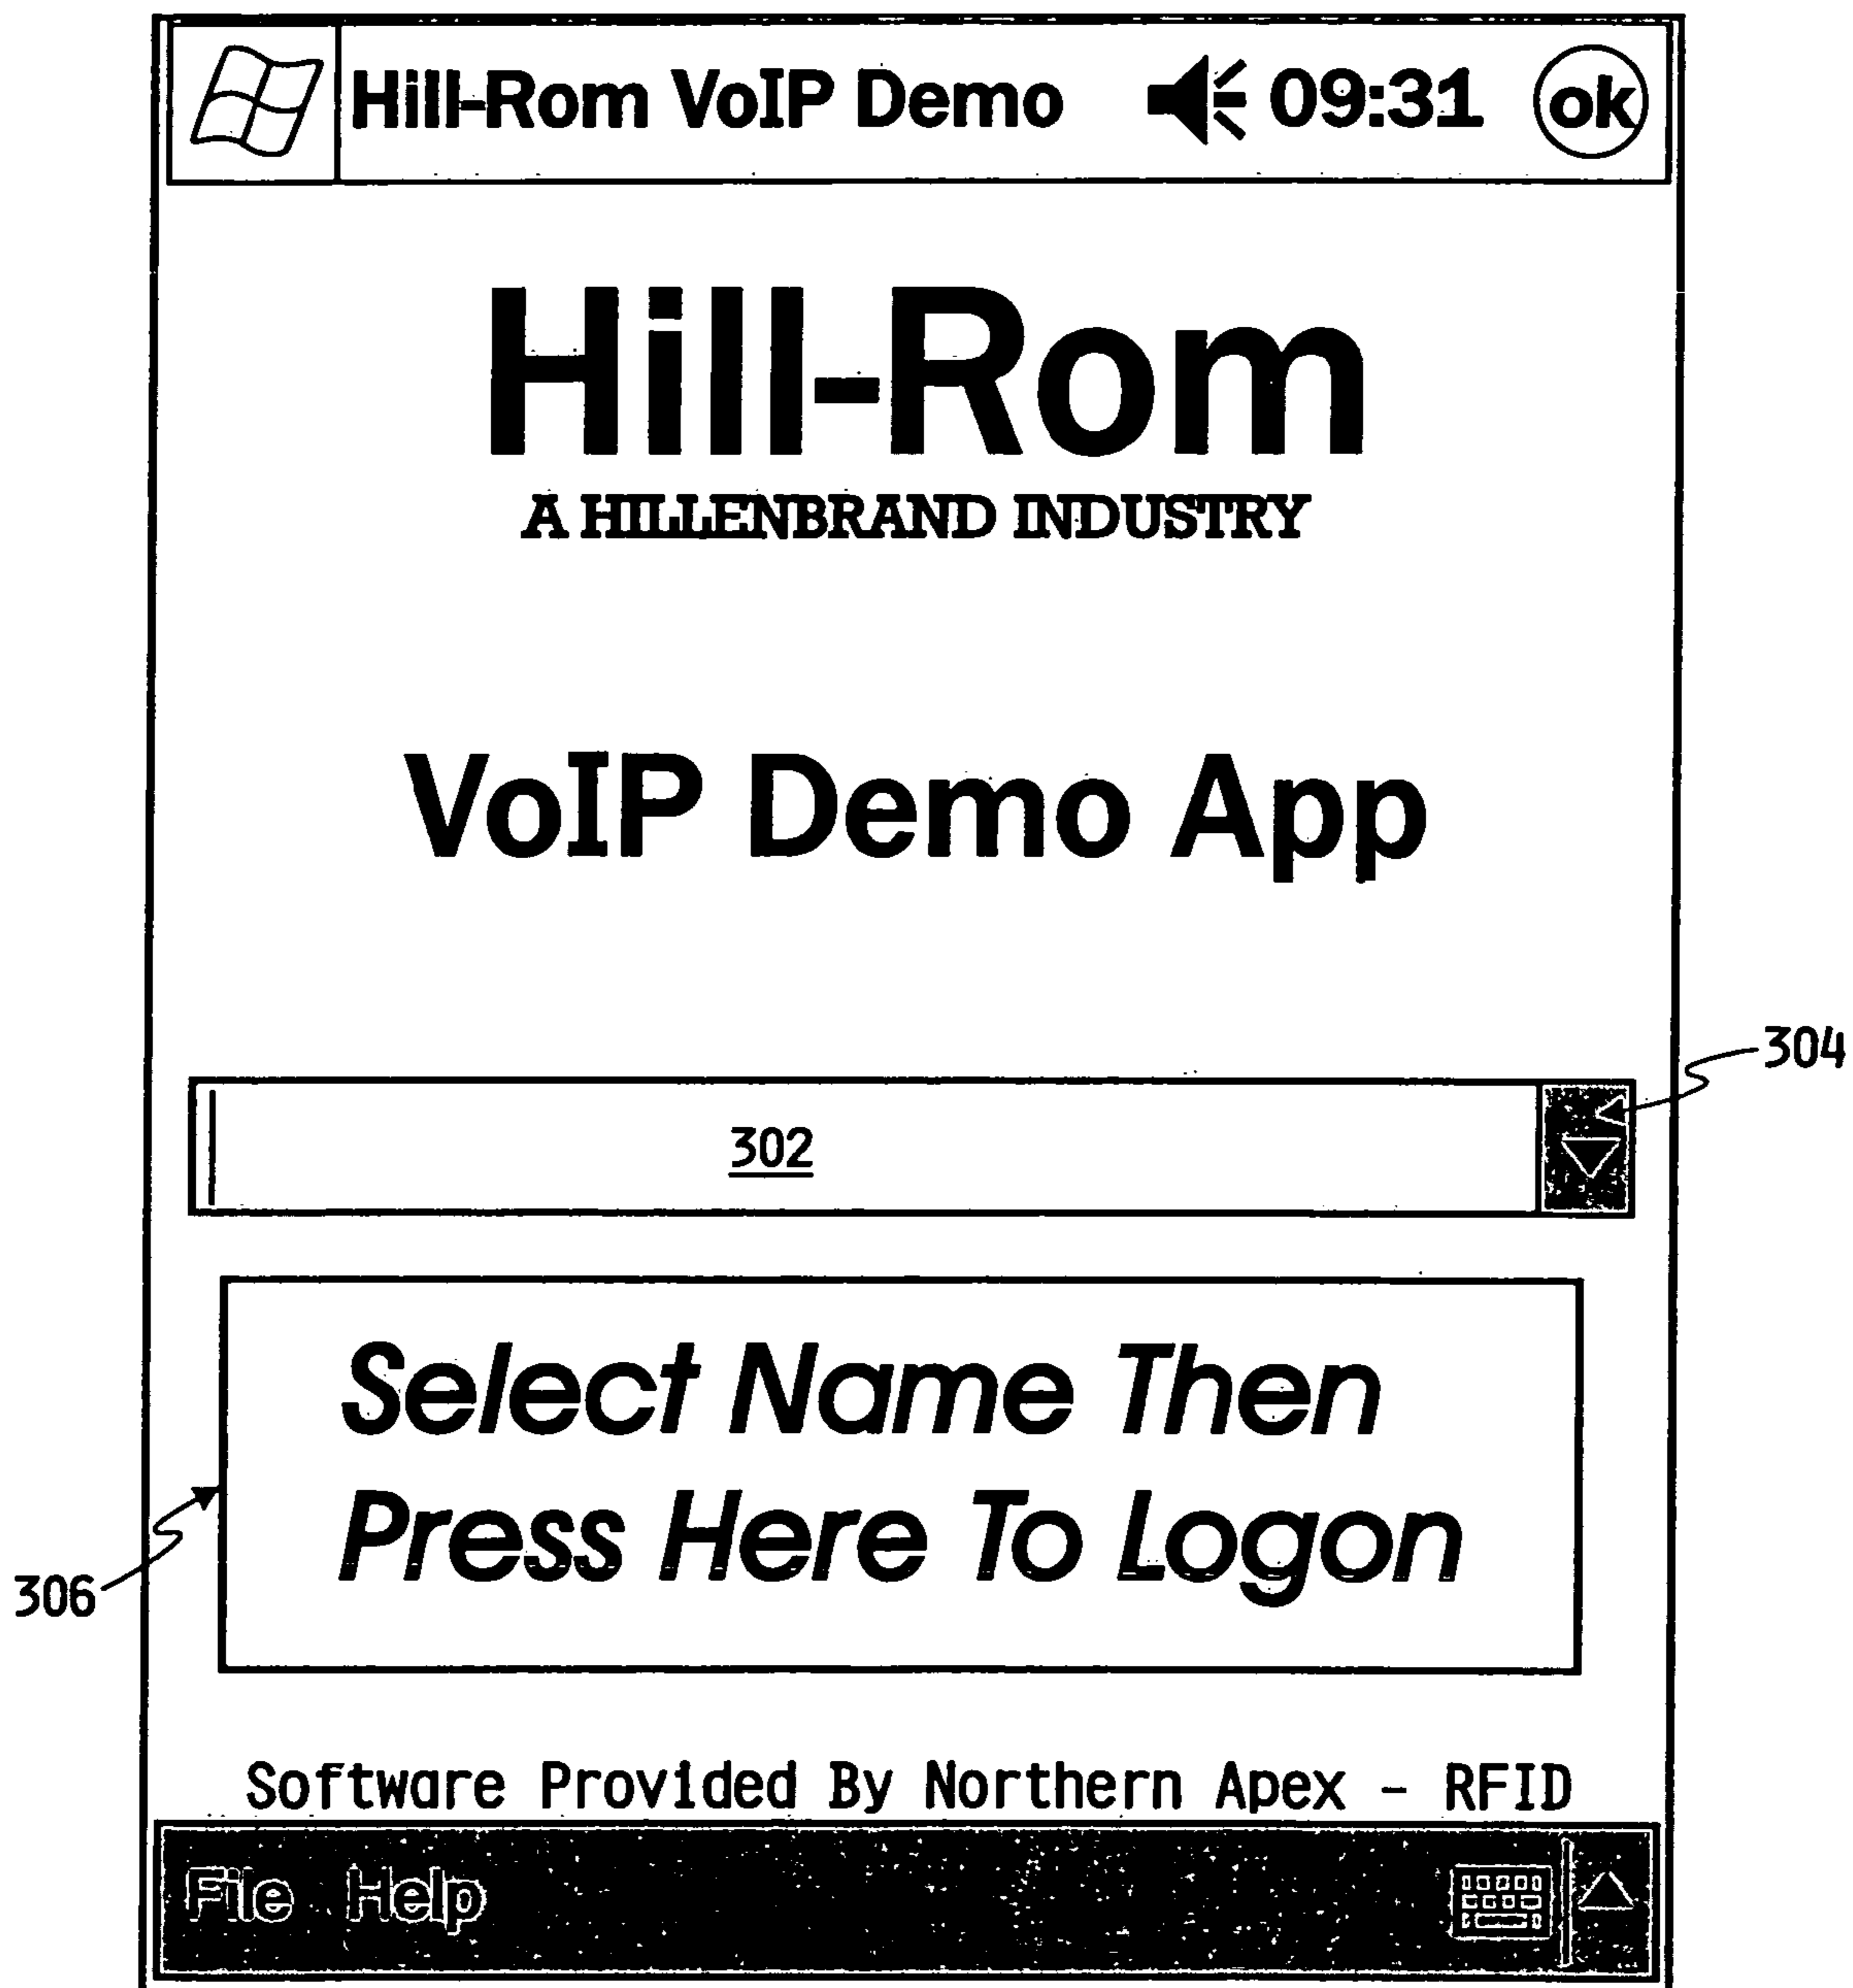 Hill-Rom VoIP Demo 09:31 ok
Hill-Rom
A HILLENBRAND INDUSTRY
VoIP Demo App
304
302
Select Name Then
Press Here To Logon
306
Software Provided By Northern Apex - RFID
File Help